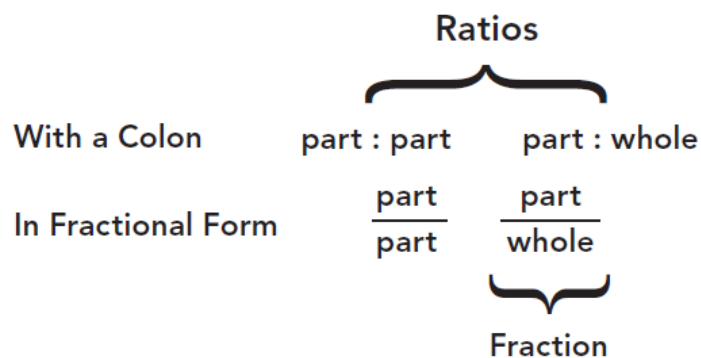 Ratios
With a Colon part : part part : whole
In Fractional Form part/part part/whole
Fraction